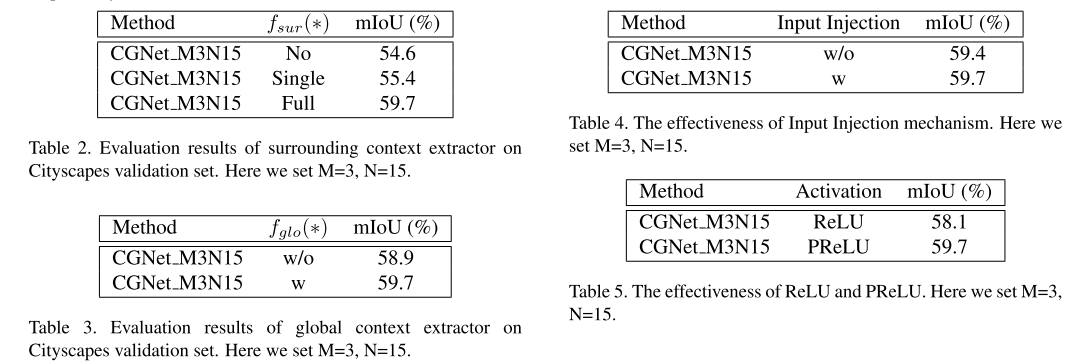 Method f_sur(∗) mIoU (%)
CGNet_M3N15 No 54.6
CGNet_M3N15 Single 55.4
CGNet_M3N15 Full 59.7
Table 2. Evaluation results of surrounding context extractor on
Cityscapes validation set. Here we set M=3, N=15.
Method f_glo(∗) mIoU (%)
CGNet_M3N15 w/o 58.9
CGNet_M3N15 w 59.7
Table 3. Evaluation results of global context extractor on
Cityscapes validation set. Here we set M=3, N=15.
Method Input Injection mIoU (%)
CGNet_M3N15 w/o 59.4
CGNet_M3N15 w 59.7
Table 4. The effectiveness of Input Injection mechanism. Here we
set M=3, N=15.
Method Activation mIoU (%)
CGNet_M3N15 ReLU 58.1
CGNet_M3N15 PReLU 59.7
Table 5. The effectiveness of ReLU and PReLU. Here we set M=3,
N=15.